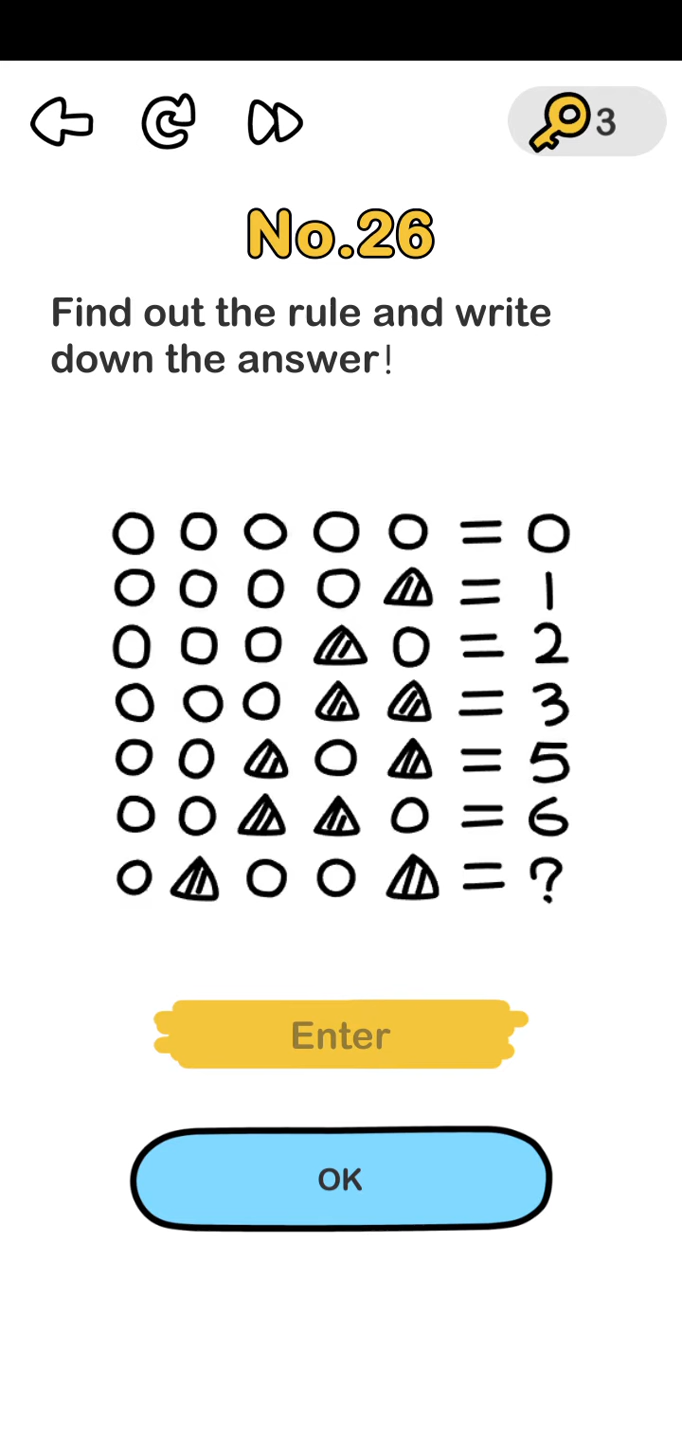 3
No.26
Find out the rule and write
down the answer!
O O O O O = 0
O O O O △ = 1
O O O △ O = 2
O O O △ △ = 3
O O △ O △ = 5
O O △ △ O = 6
O △ O O △ = ?
Enter
OK